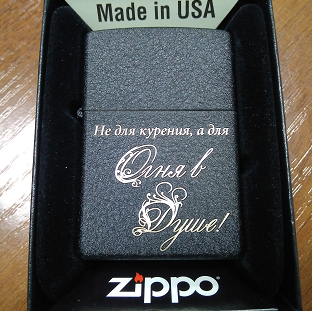 Made in USA
Не для курения, а для
Огня в
Душе!
zippo